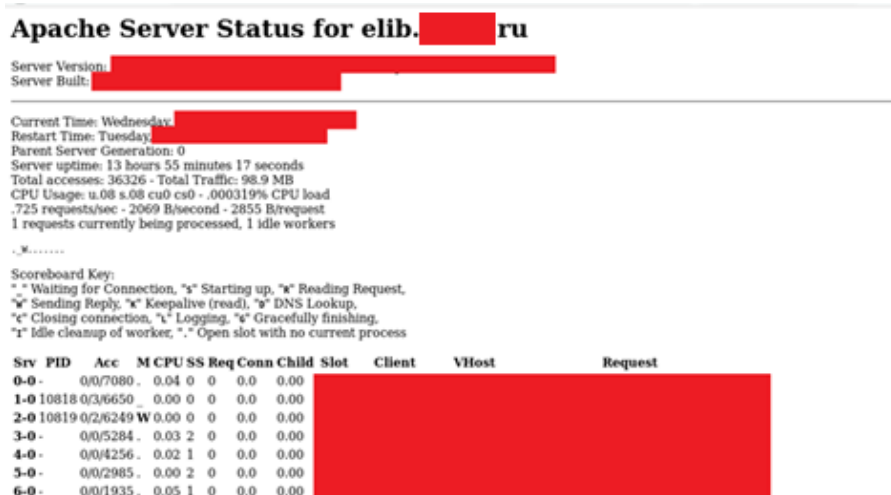 Apache Server Status for elib. ru
Server Version:
Server Built:
Current Time: Wednesday,
Restart Time: Tuesday,
Parent Server Generation: 0
Server uptime: 13 hours 55 minutes 17 seconds
Total accesses: 36326 - Total Traffic: 98.9 MB
CPU Usage: u.08 s.08 cu0 cs0 - .000319% CPU load
.725 requests/sec - 2069 B/second - 2855 B/request
1 requests currently being processed, 1 idle workers
._W.......
Scoreboard Key:
"_" Waiting for Connection, "S" Starting up, "R" Reading Request,
"W" Sending Reply, "K" Keepalive (read), "D" DNS Lookup,
"C" Closing connection, "L" Logging, "G" Gracefully finishing,
"I" Idle cleanup of worker, "." Open slot with no current process
Srv PID Acc M CPU SS Req Conn Child Slot Client VHost Request
0-0 - 0/0/7080 . 0.04 0 0 0.0 0.00
1-0 10818 0/3/6650 _ 0.00 0 0 0.0 0.00
2-0 10819 0/2/6249 W 0.00 0 0 0.0 0.00
3-0 - 0/0/5284 . 0.03 2 0 0.0 0.00
4-0 - 0/0/4256 . 0.02 1 0 0.0 0.00
5-0 - 0/0/2985 . 0.00 2 0 0.0 0.00
6-0 - 0/0/1935 . 0.05 1 0 0.0 0.00